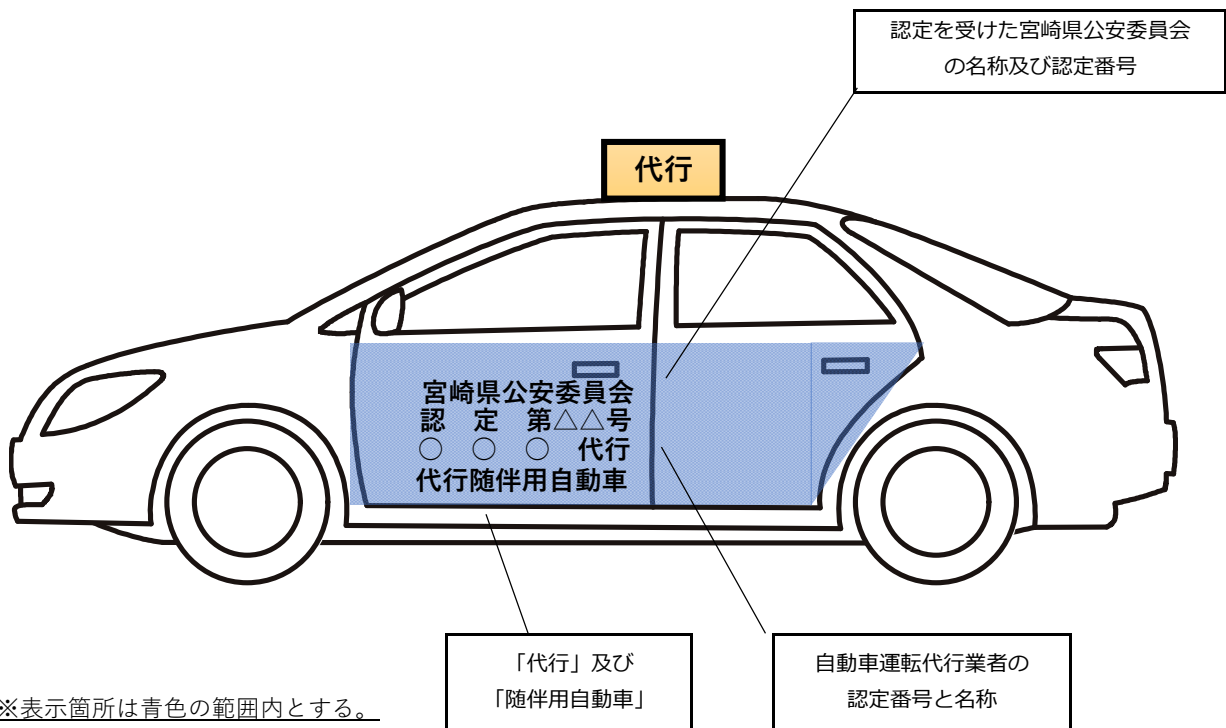 認定を受けた宮崎県公安委員会
の名称及び認定番号
代行
宮崎県公安委員会
認 定 第△△号
○ ○ ○ 代行
代行随伴用自動車
「代行」及び
「随伴用自動車」
自動車運転代行業者の
認定番号と名称
※表示箇所は青色の範囲内とする。